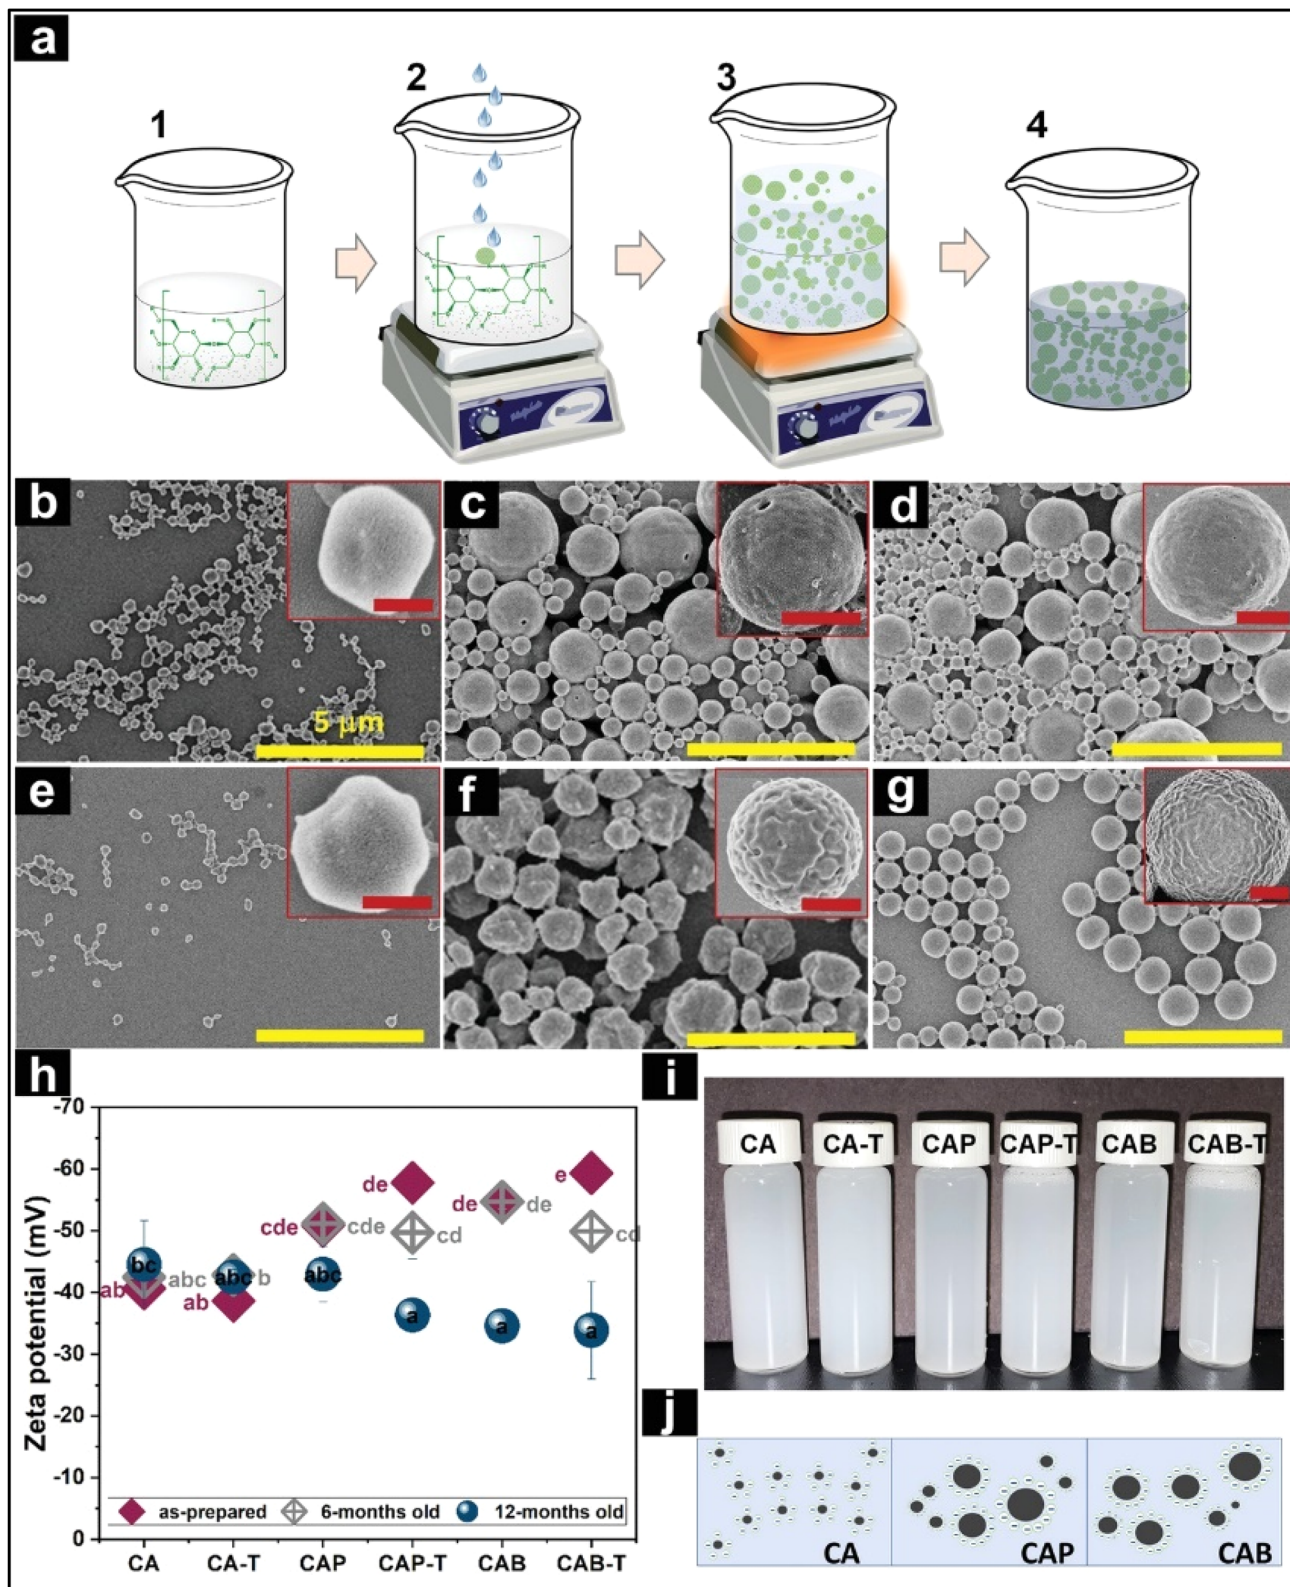 a
1
2
3
4
b
5 µm
c
d
e
f
g
h
Zeta potential (mV)
-70
-60
-50
-40
-30
-20
-10
0
ab
bc
abc
ab
abc
b
cde
cde
abc
de
cd
a
de
de
a
e
cd
a
as-prepared
6-months old
12-months old
CA
CA-T
CAP
CAP-T
CAB
CAB-T
i
CA
CA-T
CAP
CAP-T
CAB
CAB-T
j
CA
CAP
CAB